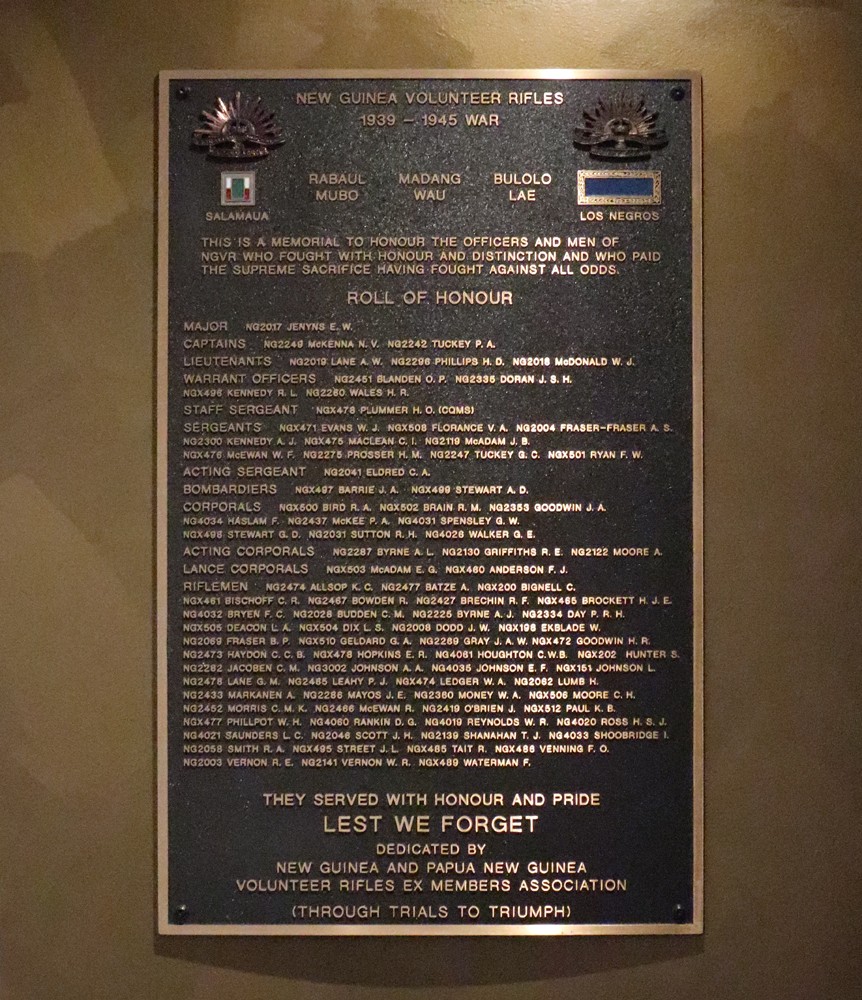 NEW GUINEA VOLUNTEER RIFLES
1939 – 1945 WAR
RABAUL MADANG BULOLO
MUBO WAU LAE
SALAMAUA LOS NEGROS
THIS IS A MEMORIAL TO HONOUR THE OFFICERS AND MEN OF
NGVR WHO FOUGHT WITH HONOUR AND DISTINCTION AND WHO PAID
THE SUPREME SACRIFICE HAVING FOUGHT AGAINST ALL ODDS.
ROLL OF HONOUR
MAJOR NG2017 JENYNS E. W.
CAPTAINS NG2249 McKENNA N. V. NG2242 TUCKEY P. A.
LIEUTENANTS NG2019 LANE A. W. NG2296 PHILLIPS H. D. NG2018 McDONALD W. J.
WARRANT OFFICERS NG2451 BLANDEN O. P. NG2335 DORAN J. S. H.
NGX496 KENNEDY R. L. NG2260 WALES H. R.
STAFF SERGEANT NGX478 PLUMMER H. O. (CQMS)
SERGEANTS NGX471 EVANS W. J. NGX508 FLORANCE V. A. NG2004 FRASER-FRASER A. S.
NG2300 KENNEDY A. J. NGX475 MACLEAN C. I. NG2119 McADAM J. B.
NGX476 McEWAN W. F. NG2275 PROSSER H. M. NG2247 TUCKEY G. C. NGX501 RYAN F. W.
ACTING SERGEANT NG2041 ELDRED C. A.
BOMBARDIERS NGX497 BARRIE J. A. NGX499 STEWART A. D.
CORPORALS NGX500 BIRD R. A. NGX502 BRAIN R. M. NG2353 GOODWIN J. A.
NG4034 HASLAM F. NG2437 McKEE P. A. NG4031 SPENSLEY G. W.
NGX498 STEWART G. D. NG2031 SUTTON R. H. NG4026 WALKER G. E.
ACTING CORPORALS NG2287 BYRNE A. L. NG2130 GRIFFITHS R. E. NG2122 MOORE A.
LANCE CORPORALS NGX503 McADAM E. G. NGX460 ANDERSON F. J.
RIFLEMEN NG2474 ALLSOP K. C. NG2477 BATZE A. NGX200 BIGNELL C.
NGX461 BISCHOFF C. R. NG2467 BOWDEN R. NG2427 BRECHIN R. F. NGX465 BROCKETT H. J. E.
NG4032 BRYEN F. C. NG2028 BUDDEN C. M. NG2225 BYRNE A. J. NG2334 DAY P. R. H.
NGX505 DEACON L. A. NGX504 DIX L. S. NG2008 DODD J. W. NGX198 EKBLADE W.
NG2069 FRASER B. P. NGX510 GELDARD G. A. NG2269 GRAY J. A. W. NGX472 GOODWIN H. R.
NG2473 HAYDON C. C. B. NGX478 HOPKINS E. R. NG4061 HOUGHTON C.W.B. NGX202 HUNTER S.
NG2282 JACOBEN C. M. NG3002 JOHNSON A. A. NG4035 JOHNSON E. F. NGX151 JOHNSON L.
NG2478 LANE G. M. NG2465 LEAHY P. J. NGX474 LEDGER W. A. NG2062 LUMB H.
NG2433 MARKANEN A. NG2286 MAYOS J. E. NG2360 MONEY W. A. NGX506 MOORE C. H.
NG2452 MORRIS C. M. K. NG2466 McEWAN R. NG2419 O'BRIEN J. NGX512 PAUL K. B.
NGX477 PHILLPOT W. H. NG4060 RANKIN D. G. NG4019 REYNOLDS W. R. NG4020 ROSS H. S. J.
NG4021 SAUNDERS L. C. NG2046 SCOTT J. H. NG2139 SHANAHAN T. J. NG4033 SHOOBRIDGE I.
NG2058 SMITH R. A. NGX495 STREET J. L. NGX485 TAIT R. NGX486 VENNING F. O.
NG2003 VERNON R. E. NG2141 VERNON W. R. NGX489 WATERMAN F.
THEY SERVED WITH HONOUR AND PRIDE
LEST WE FORGET
DEDICATED BY
NEW GUINEA AND PAPUA NEW GUINEA
VOLUNTEER RIFLES EX MEMBERS ASSOCIATION
(THROUGH TRIALS TO TRIUMPH)